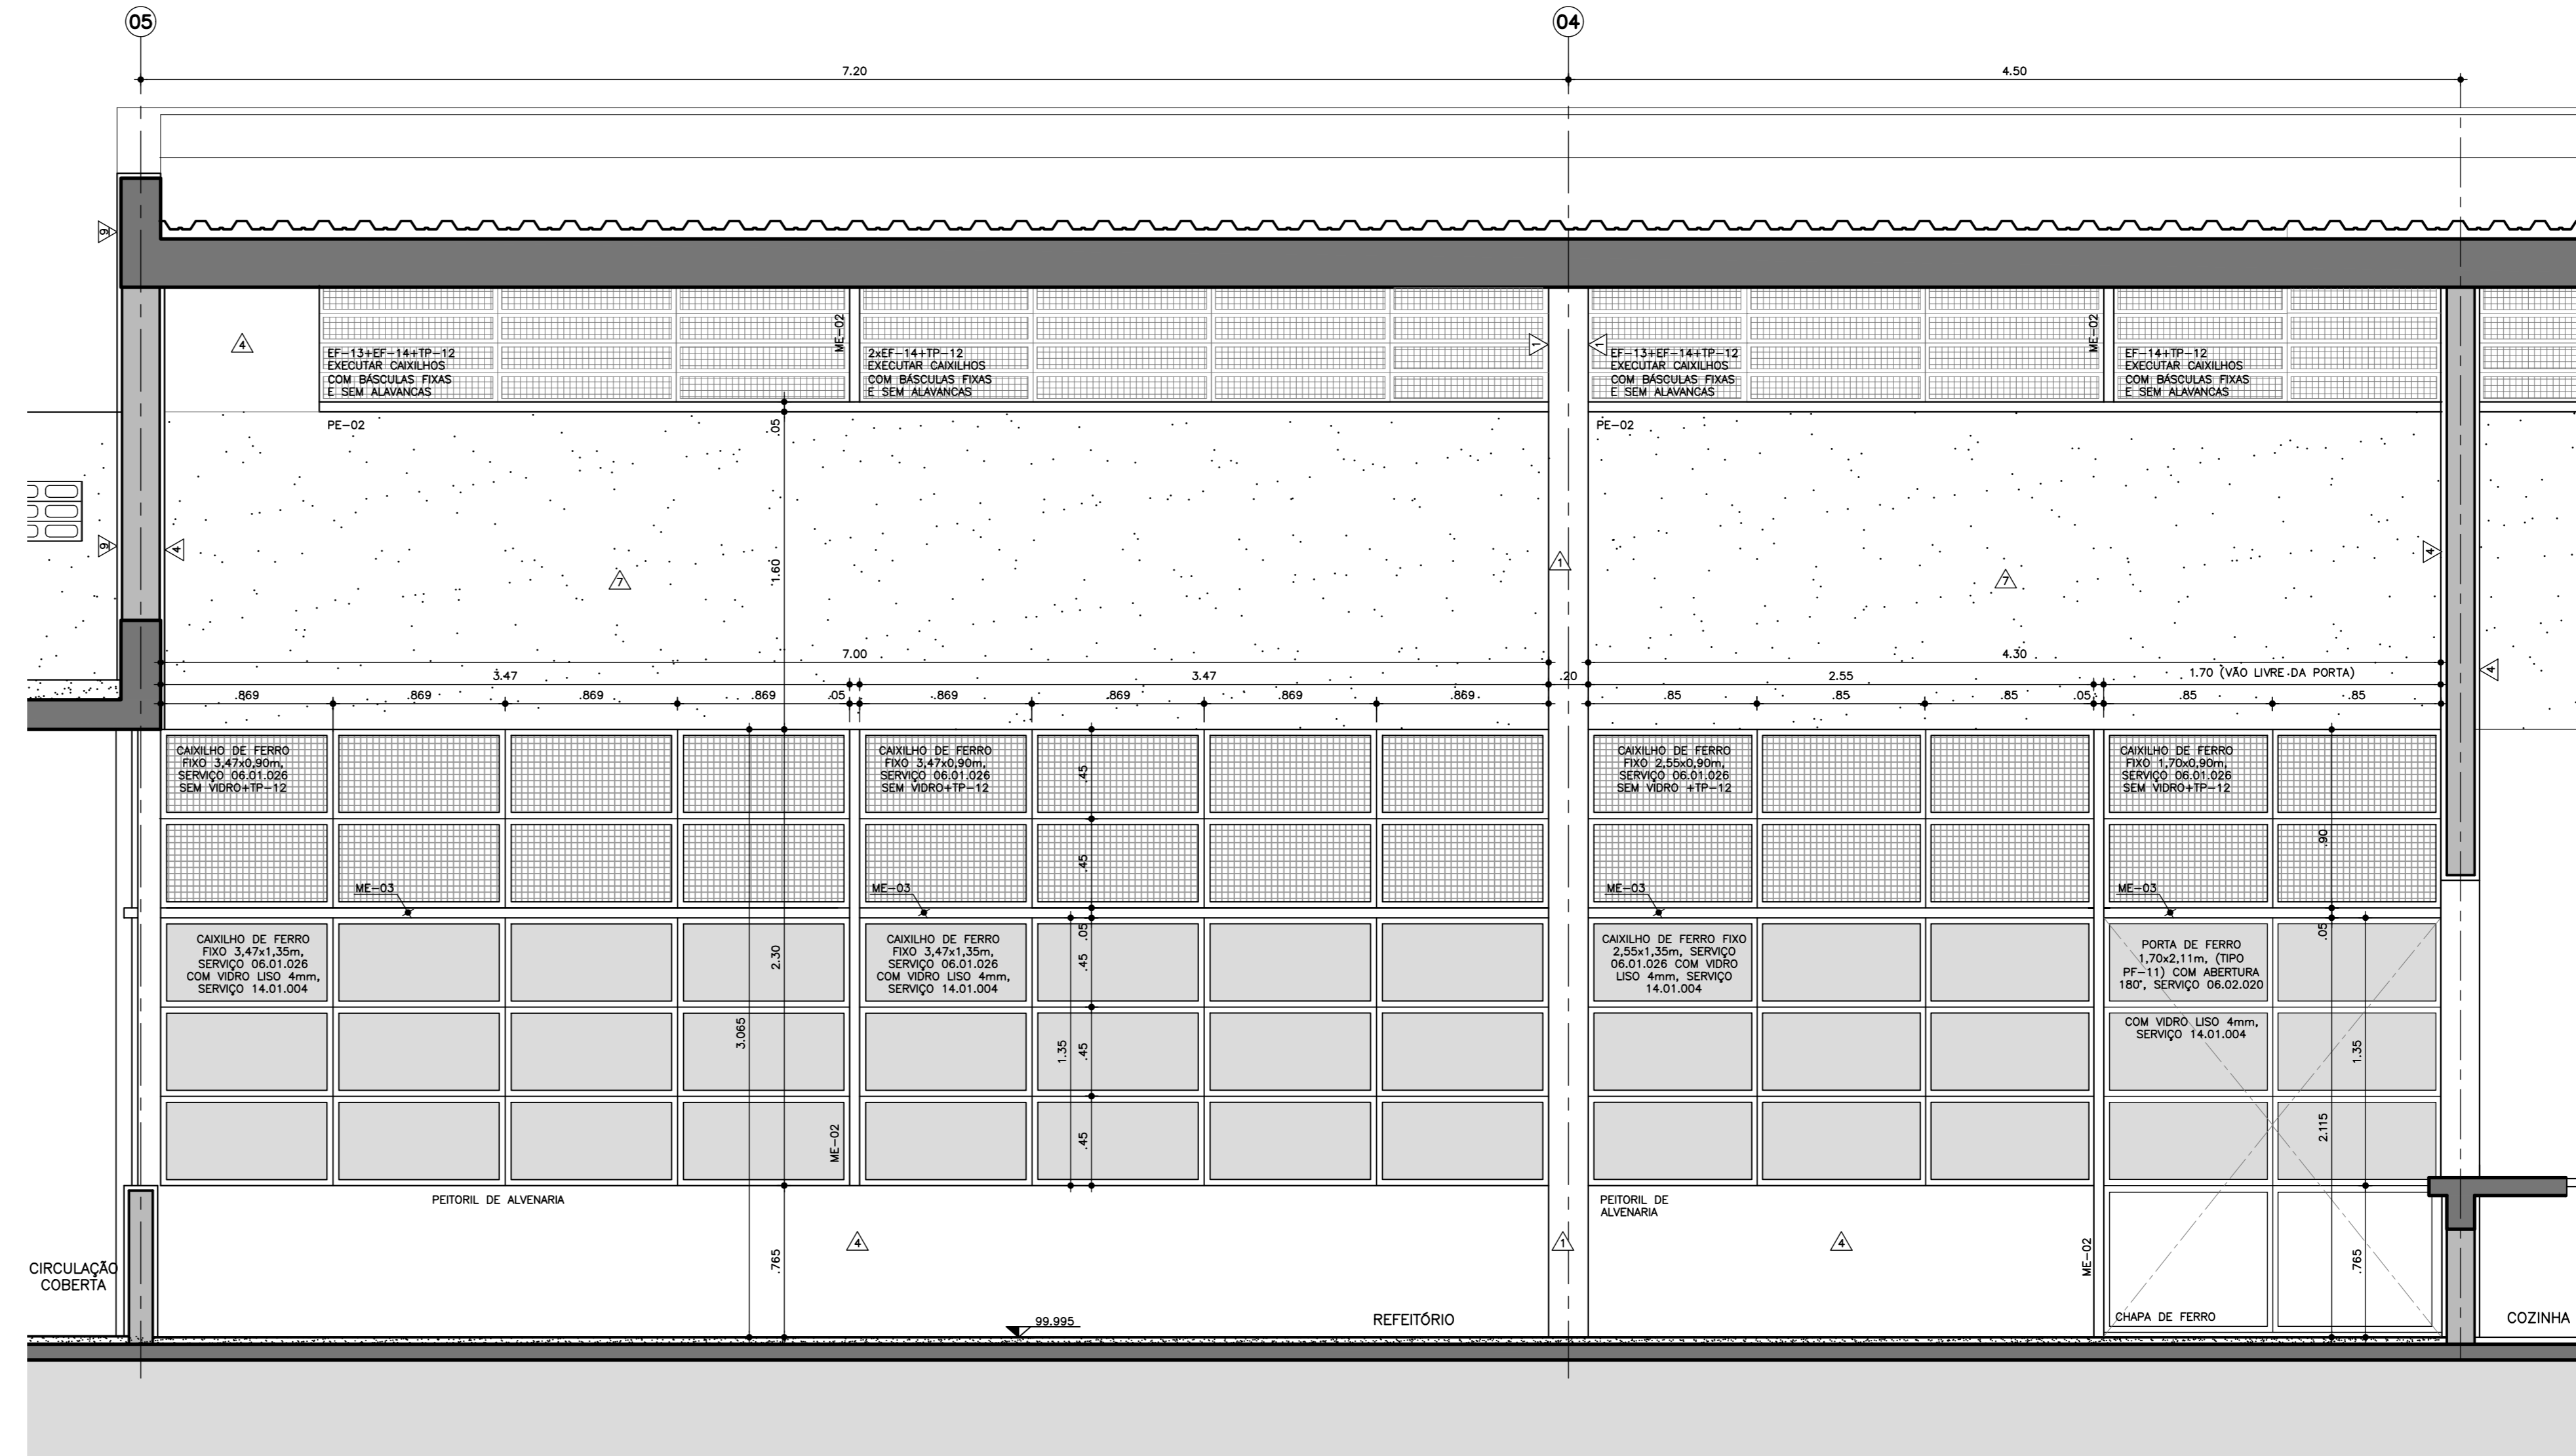 05
04
7.20
4.50
9
4
EF-13+EF-14+TP-12
EXECUTAR CAIXILHOS
COM BÁSCULAS FIXAS
E SEM ALAVANCAS
ME-02
2xEF-14+TP-12
EXECUTAR CAIXILHOS
COM BÁSCULAS FIXAS
E SEM ALAVANCAS
1
1
EF-13+EF-14+TP-12
EXECUTAR CAIXILHOS
COM BÁSCULAS FIXAS
E SEM ALAVANCAS
ME-02
EF-14+TP-12
EXECUTAR CAIXILHOS
COM BÁSCULAS FIXAS
E SEM ALAVANCAS
PE-02
.05
PE-02
9
4
7
1.60
1
7
4
4
7.00
4.30
3.47
3.47
.20
2.55
1.70 (VÃO LIVRE DA PORTA)
.869
.869
.869
.869
.05
.869
.869
.869
.869
.85
.85
.85
.05
.85
.85
CAIXILHO DE FERRO
FIXO 3,47x0,90m,
SERVIÇO 06.01.026
SEM VIDRO+TP-12
CAIXILHO DE FERRO
FIXO 3,47x0,90m,
SERVIÇO 06.01.026
SEM VIDRO+TP-12
.45
CAIXILHO DE FERRO
FIXO 2,55x0,90m,
SERVIÇO 06.01.026
SEM VIDRO +TP-12
CAIXILHO DE FERRO
FIXO 1,70x0,90m,
SERVIÇO 06.01.026
SEM VIDRO+TP-12
.45
.90
ME-03
ME-03
ME-03
ME-03
CAIXILHO DE FERRO
FIXO 3,47x1,35m,
SERVIÇO 06.01.026
COM VIDRO LISO 4mm,
SERVIÇO 14.01.004
2.30
CAIXILHO DE FERRO
FIXO 3,47x1,35m,
SERVIÇO 06.01.026
COM VIDRO LISO 4mm,
SERVIÇO 14.01.004
.05
.45
CAIXILHO DE FERRO FIXO
2,55x1,35m, SERVIÇO
06.01.026 COM VIDRO
LISO 4mm, SERVIÇO
14.01.004
PORTA DE FERRO
1,70x2,11m, (TIPO
PF-11) COM ABERTURA
180°, SERVIÇO 06.02.020
.05
COM VIDRO LISO 4mm,
SERVIÇO 14.01.004
3.065
1.35
.45
1.35
ME-02
.45
2.115
PEITORIL DE ALVENARIA
PEITORIL DE
ALVENARIA
4
1
4
.765
ME-02
.765
CIRCULAÇÃO
COBERTA
99.995
REFEITÓRIO
CHAPA DE FERRO
COZINHA